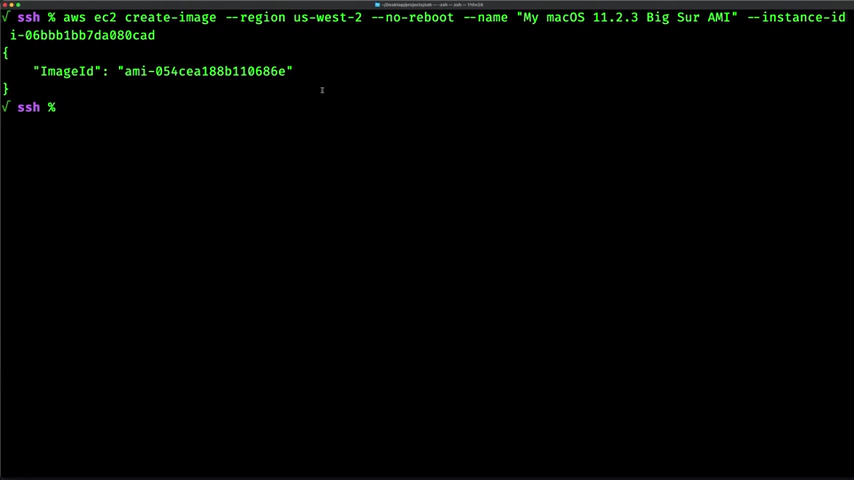 √ ssh % aws ec2 create-image --region us-west-2 --no-reboot --name "My macOS 11.2.3 Big Sur AMI" --instance-id
i-06bbb1bb7da080cad
{
"ImageId": "ami-054cea188b110686e"
}
√ ssh %